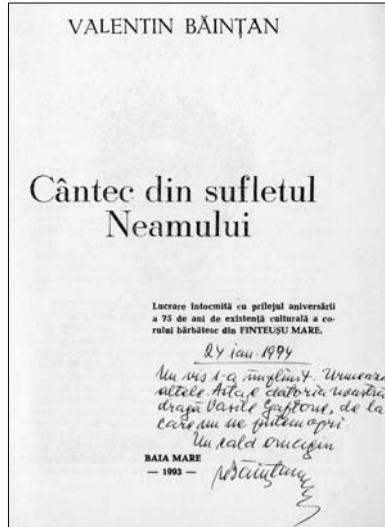 VALENTIN BĂINȚAN
Cântec din sufletul
Neamului
Lucrare întocmită cu prilejul aniversării
a 75 de ani de existență culturală a co-
rului bărbătesc din FINTEUȘU MARE.
24 ian. 1994
Un vis s-a împlinit. Urmează
altele. Asta e datoria noastră
dragă Vasile Gaftone, de la
care nu ne putem opri.
Un cald omagiu
BAIA MARE
— 1993 —